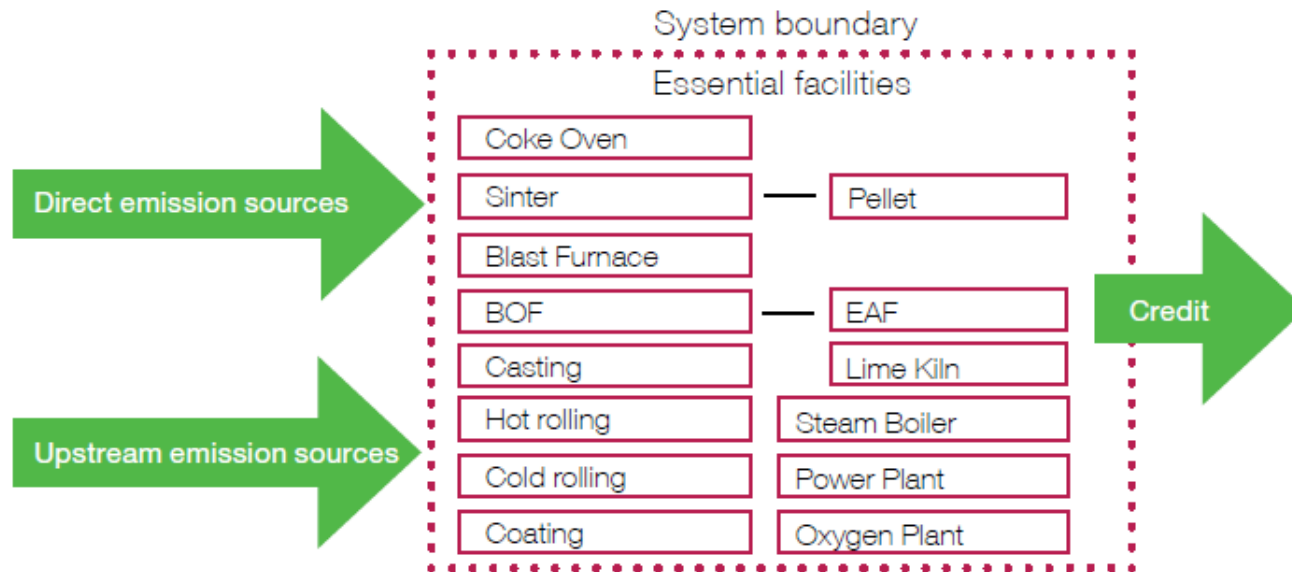 System boundary
Essential facilities
Coke Oven
Direct emission sources
Sinter
Pellet
Blast Furnace
BOF
EAF
Credit
Casting
Lime Kiln
Hot rolling
Steam Boiler
Upstream emission sources
Cold rolling
Power Plant
Coating
Oxygen Plant